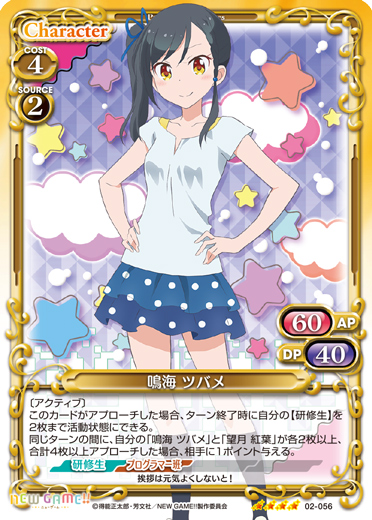 Character
COST
4
SOURCE
2
60 AP
DP 40
鳴海 ツバメ
［アクティブ］
このカードがアプローチした場合、ターン終了時に自分の【研修生】を
2枚まで活動状態にできる。
同じターンの間に、自分の「鳴海 ツバメ」と「望月 紅葉」が各2枚以上、
合計4枚以上アプローチした場合、相手に1ポイント与える。
研修生 プログラマー班
挨拶は元気よくしないと！
NEW GAME!!
©得能正太郎・芳文社／NEW GAME!!製作委員会
02-056